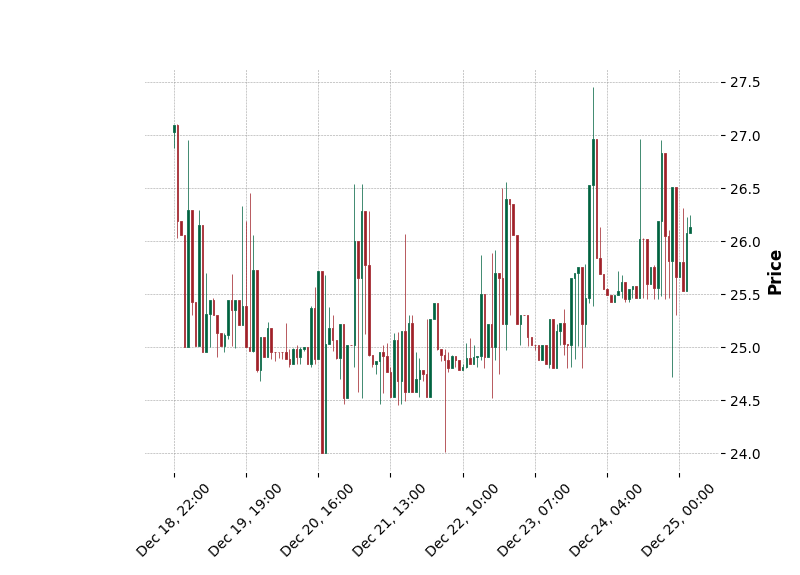 27.5
27.0
26.5
26.0
25.5
25.0
24.5
24.0
Price
Dec 18, 22:00
Dec 19, 19:00
Dec 20, 16:00
Dec 21, 13:00
Dec 22, 10:00
Dec 23, 07:00
Dec 24, 04:00
Dec 25, 00:00